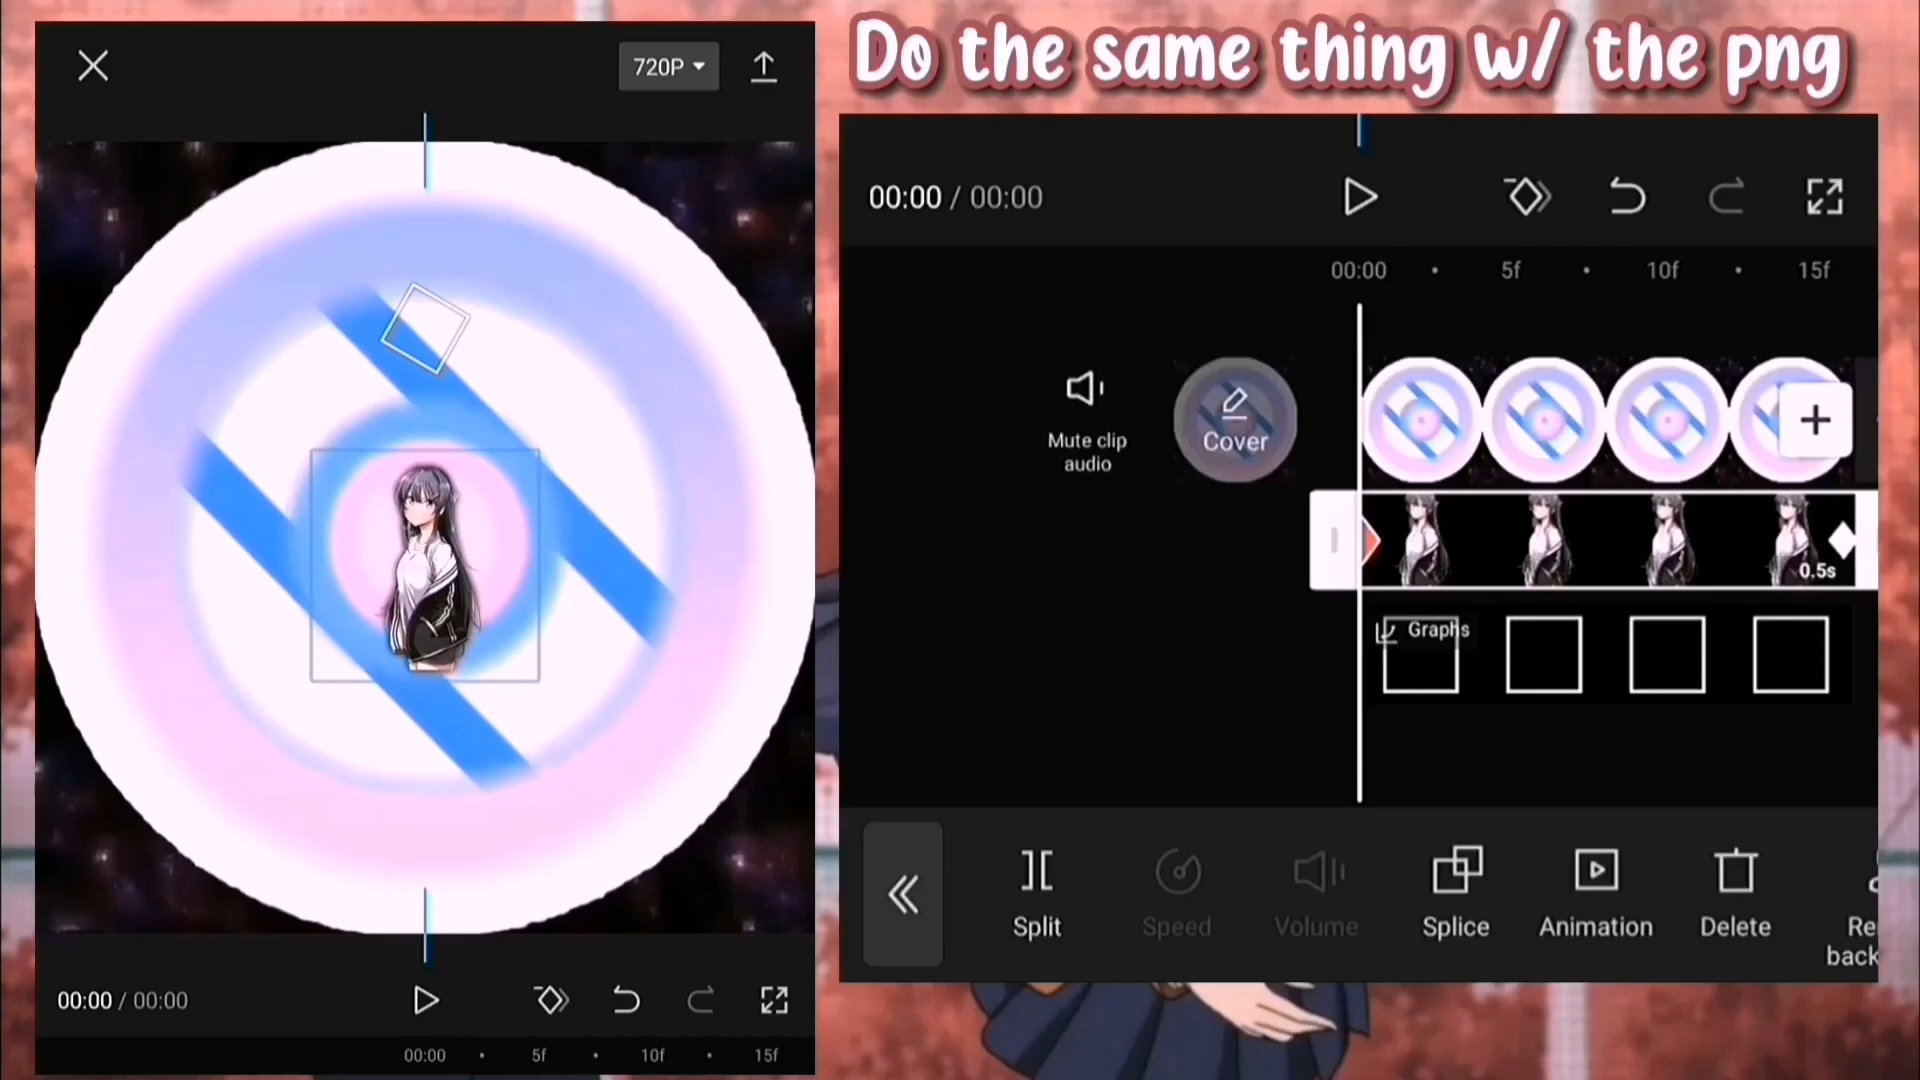 Do the same thing w/ the png
720P
00:00 / 00:00
00:00 5f 10f 15f
00:00 / 00:00
00:00 5f 10f 15f
Mute clip
audio
Cover
0.5s
Graphs
Split Speed Volume Splice Animation Delete Re
back